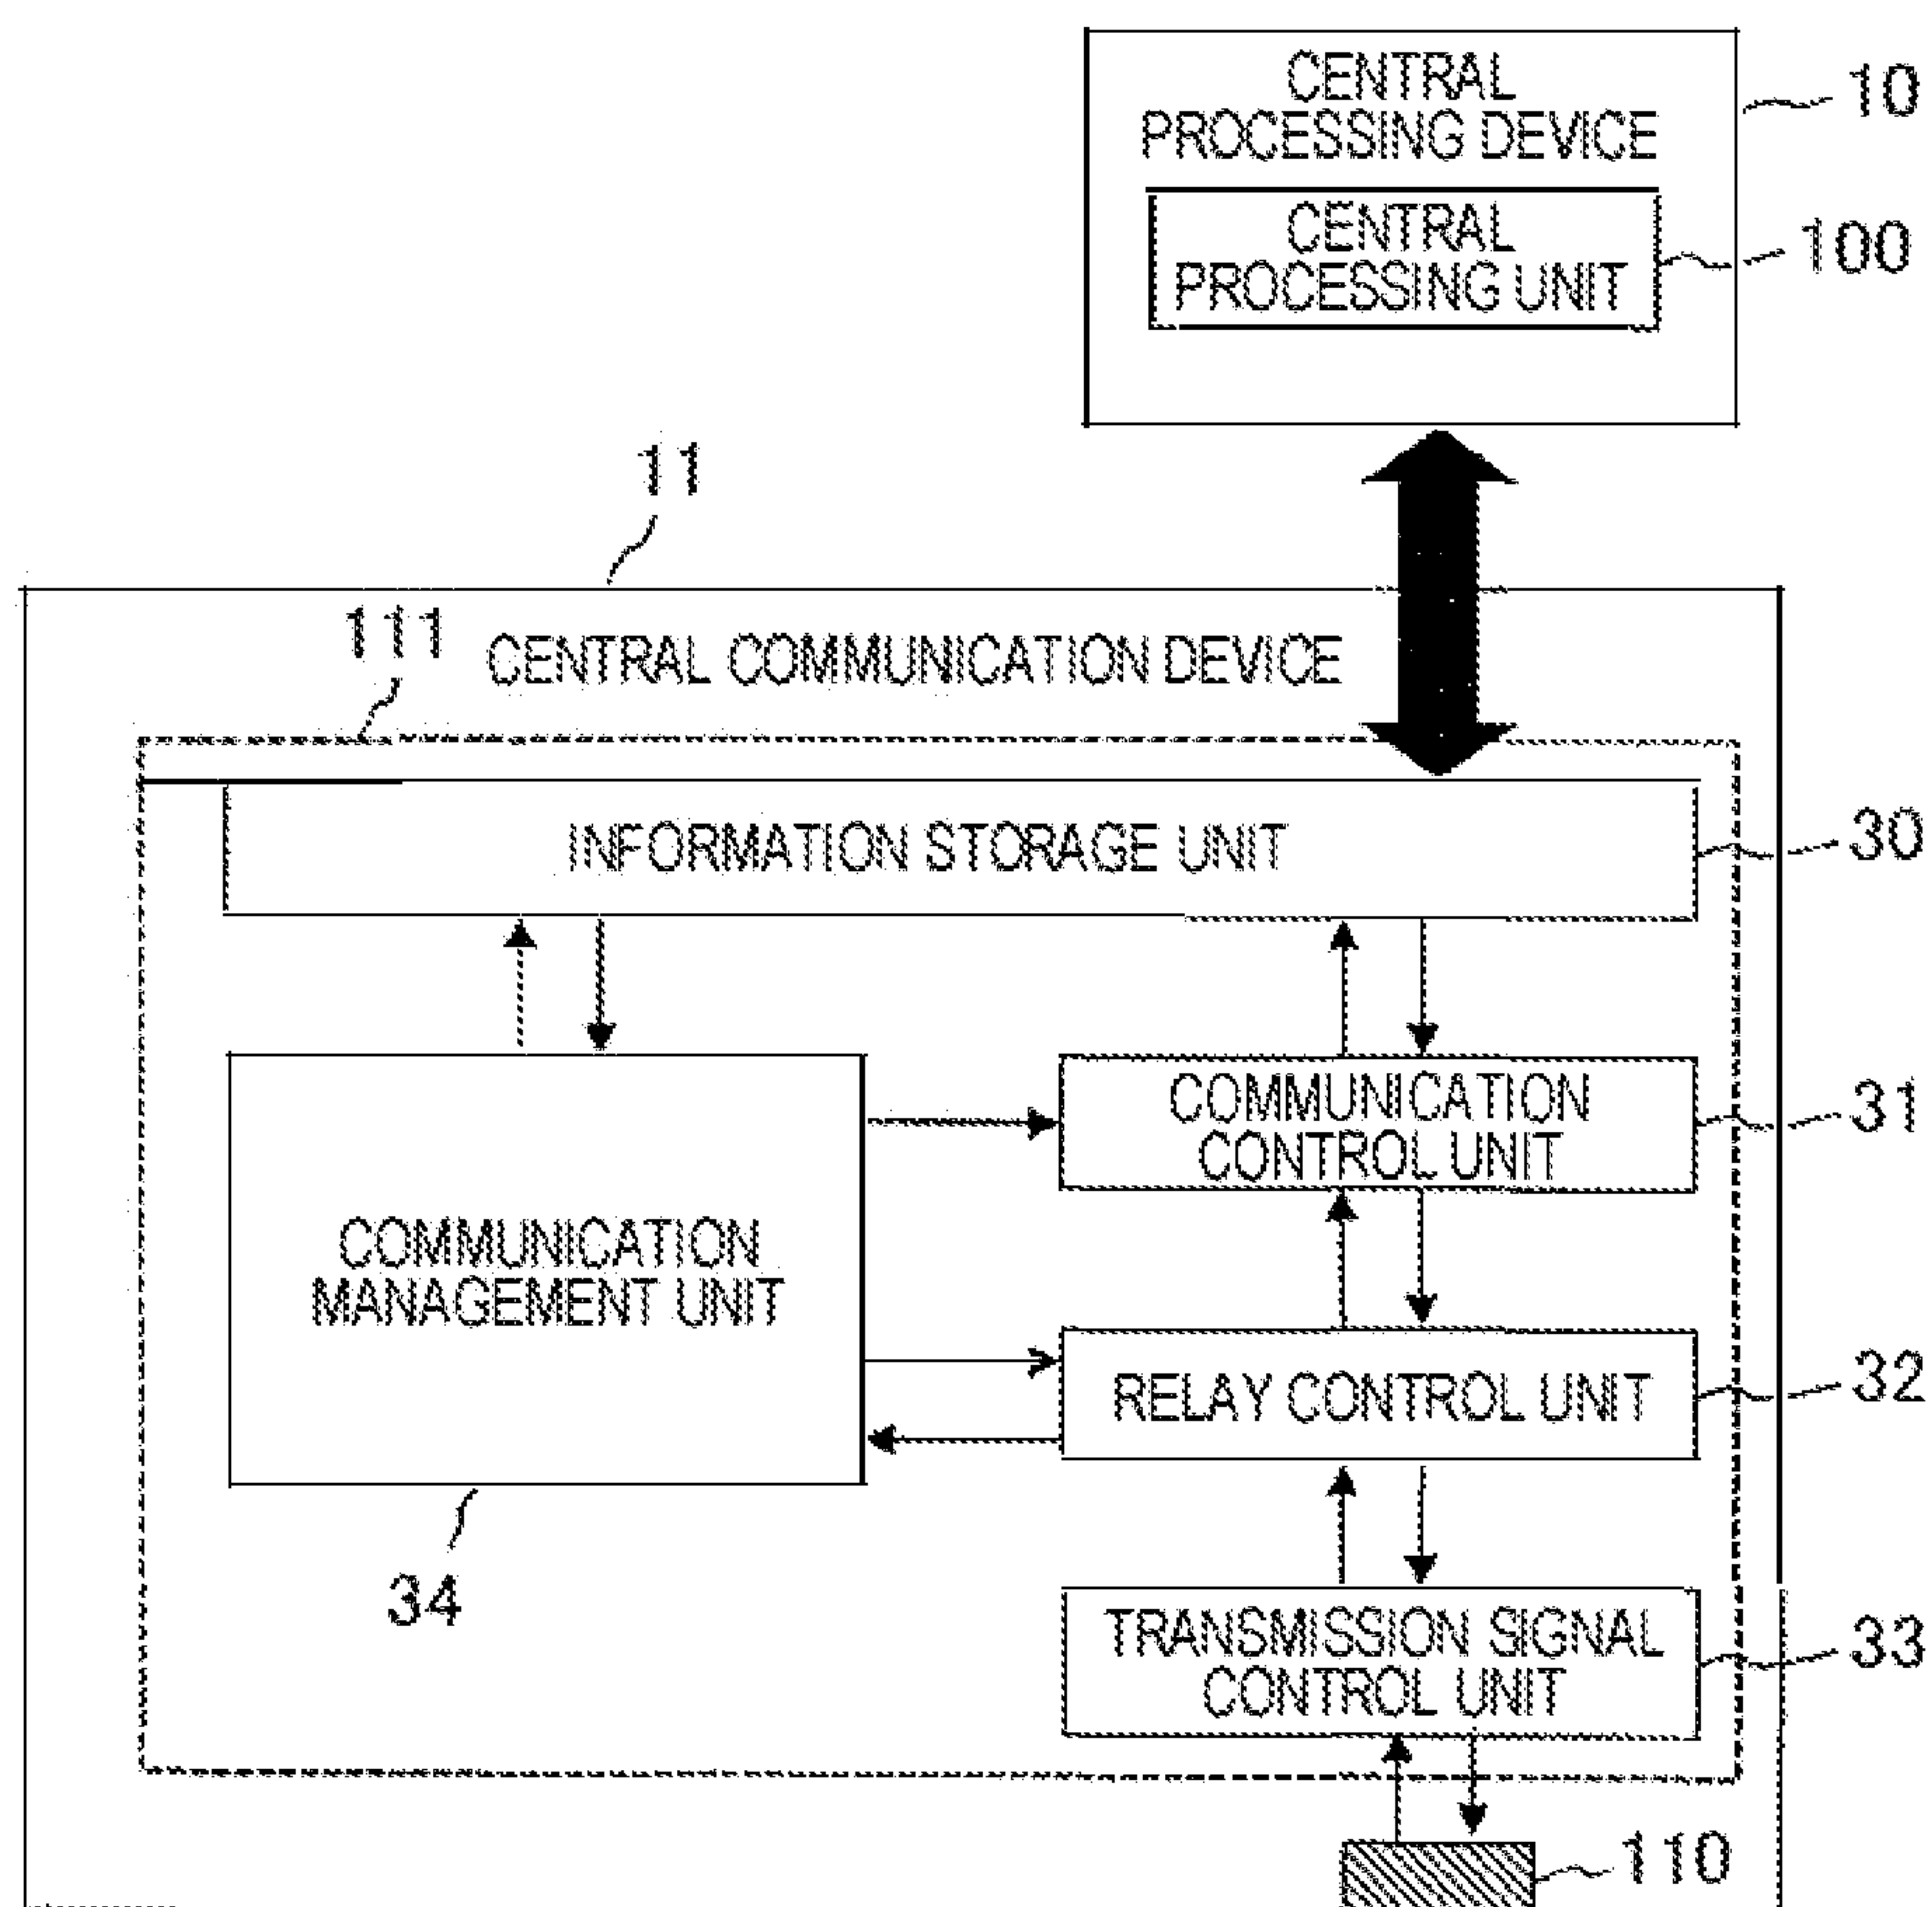 CENTRAL
PROCESSING DEVICE
10
CENTRAL
PROCESSING UNIT
100
11
111
CENTRAL COMMUNICATION DEVICE
INFORMATION STORAGE UNIT
30
COMMUNICATION
CONTROL UNIT
31
COMMUNICATION
MANAGEMENT UNIT
RELAY CONTROL UNIT
32
34
TRANSMISSION SIGNAL
CONTROL UNIT
33
110